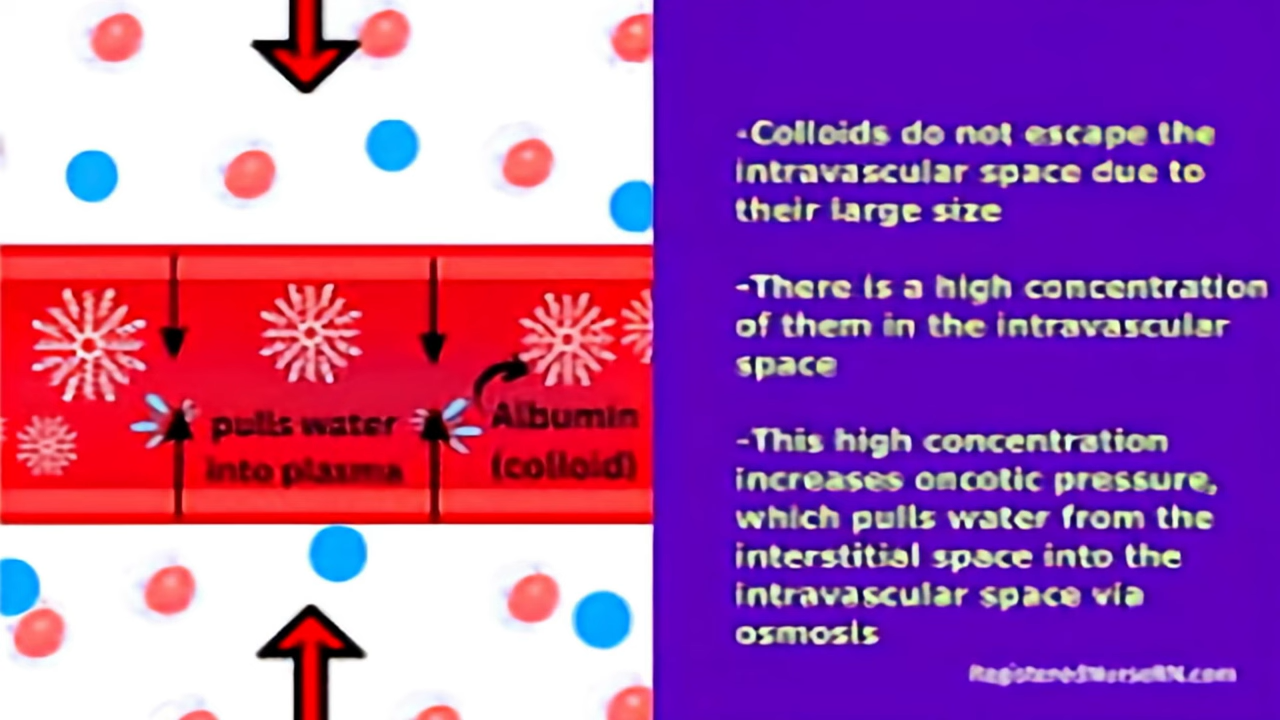 pulls water
into plasma
Albumin
(colloid)
-Colloids do not escape the
intravascular space due to
their large size
-There is a high concentration
of them in the intravascular
space
-This high concentration
increases oncotic pressure,
which pulls water from the
interstitial space into the
intravascular space via
osmosis
RegisteredNurseRN.com